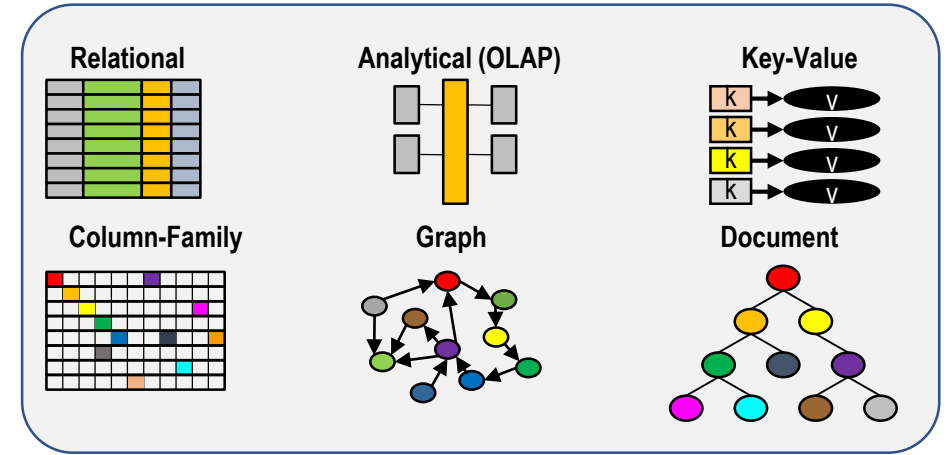 Relational
Analytical (OLAP)
Key-Value
K V
K V
K V
K V
Column-Family
Graph
Document